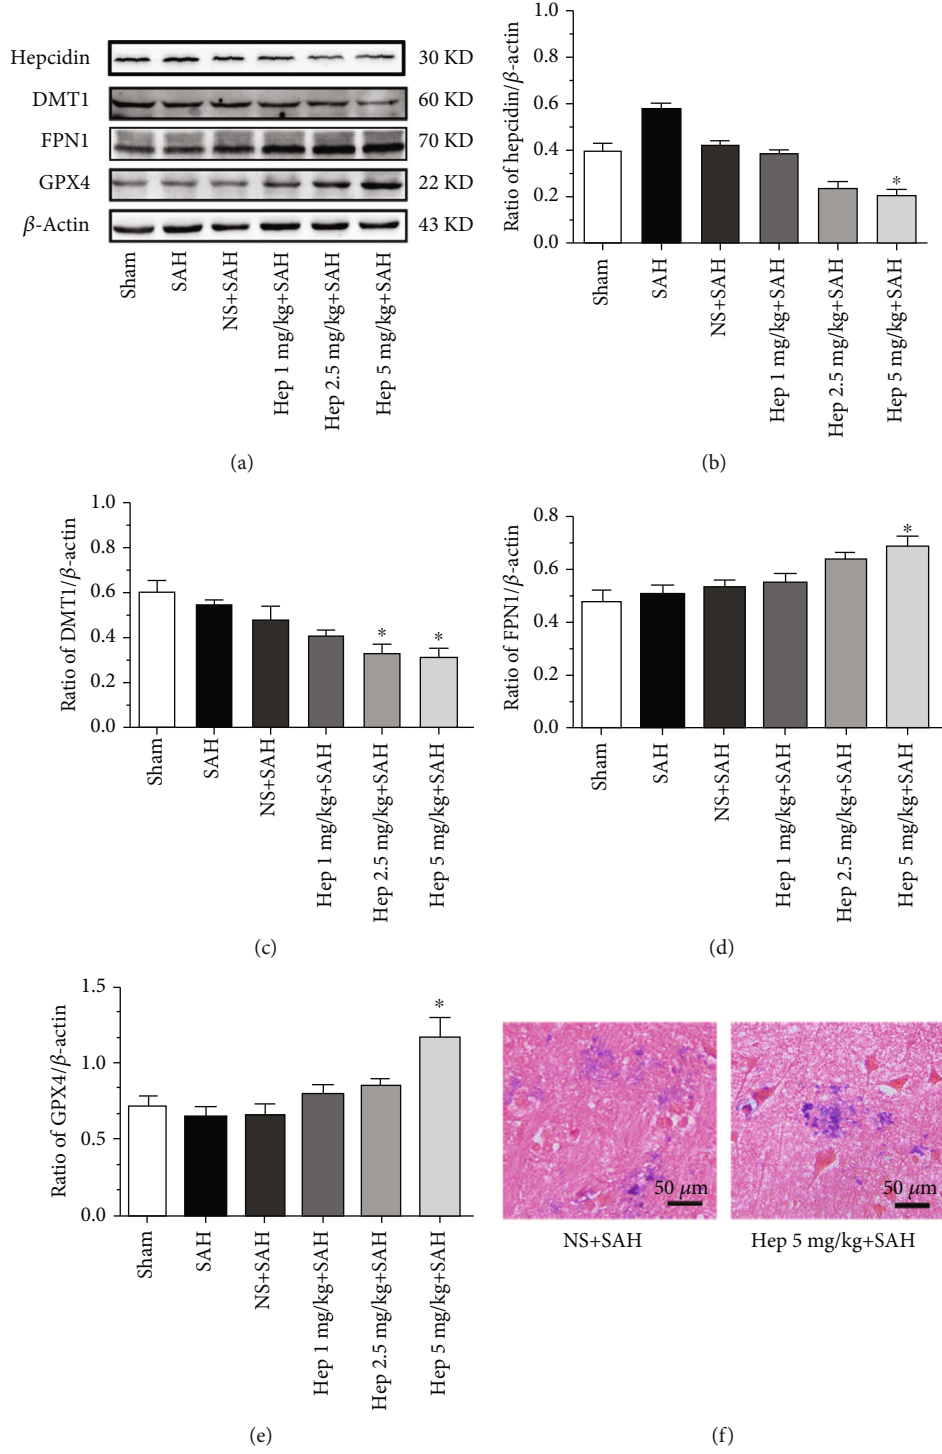 Hepcidin 30 KD
DMT1 60 KD
FPN1 70 KD
GPX4 22 KD
β-Actin 43 KD
Sham
SAH
NS+SAH
Hep 1 mg/kg+SAH
Hep 2.5 mg/kg+SAH
Hep 5 mg/kg+SAH
(a)
Ratio of hepcidin/β-actin
1.0
0.8
0.6
0.4
0.2
0.0
*
Sham
SAH
NS+SAH
Hep 1 mg/kg+SAH
Hep 2.5 mg/kg+SAH
Hep 5 mg/kg+SAH
(b)
Ratio of DMT1/β-actin
1.0
0.8
0.6
0.4
0.2
0.0
* *
Sham
SAH
NS+SAH
Hep 1 mg/kg+SAH
Hep 2.5 mg/kg+SAH
Hep 5 mg/kg+SAH
(c)
Ratio of FPN1/β-actin
0.8
0.6
0.4
0.2
0.0
*
Sham
SAH
NS+SAH
Hep 1 mg/kg+SAH
Hep 2.5 mg/kg+SAH
Hep 5 mg/kg+SAH
(d)
Ratio of GPX4/β-actin
1.5
1.0
0.5
0.0
*
Sham
SAH
NS+SAH
Hep 1 mg/kg+SAH
Hep 2.5 mg/kg+SAH
Hep 5 mg/kg+SAH
(e)
50 μm
50 μm
NS+SAH
Hep 5 mg/kg+SAH
(f)